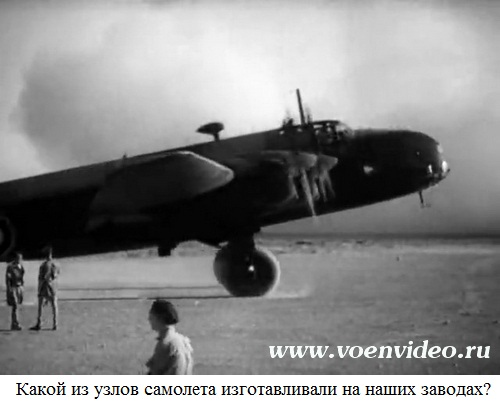 www.voenvideo.ru
Какой из узлов самолета изготавливали на наших заводах?